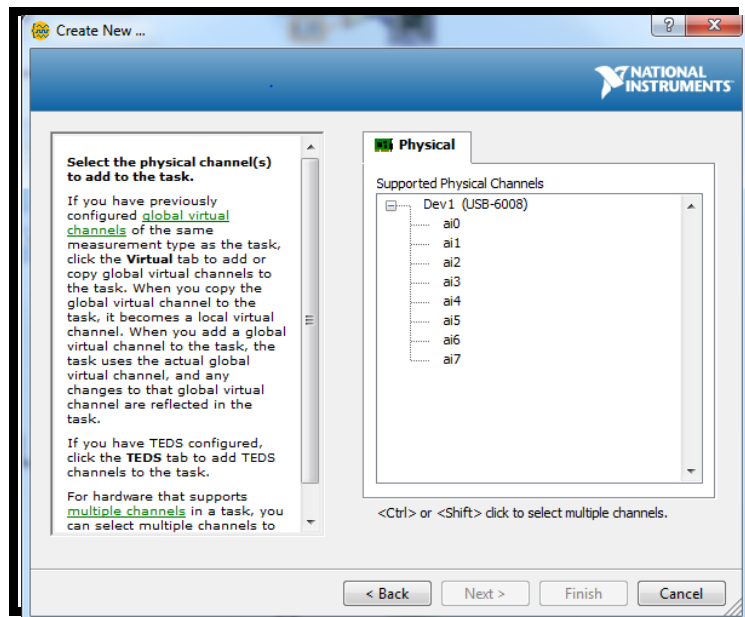 Create New ...
NATIONAL
INSTRUMENTS
Select the physical channel(s)
to add to the task.
If you have previously
configured global virtual
channels of the same
measurement type as the task,
click the Virtual tab to add or
copy global virtual channels to
the task. When you copy the
global virtual channel to the
task, it becomes a local virtual
channel. When you add a global
virtual channel to the task, the
task uses the actual global
virtual channel, and any
changes to that global virtual
channel are reflected in the
task.
If you have TEDS configured,
click the TEDS tab to add TEDS
channels to the task.
For hardware that supports
multiple channels in a task, you
can select multiple channels to
Physical
Supported Physical Channels
Dev1 (USB-6008)
ai0
ai1
ai2
ai3
ai4
ai5
ai6
ai7
<Ctrl> or <Shift> click to select multiple channels.
< Back
Next >
Finish
Cancel